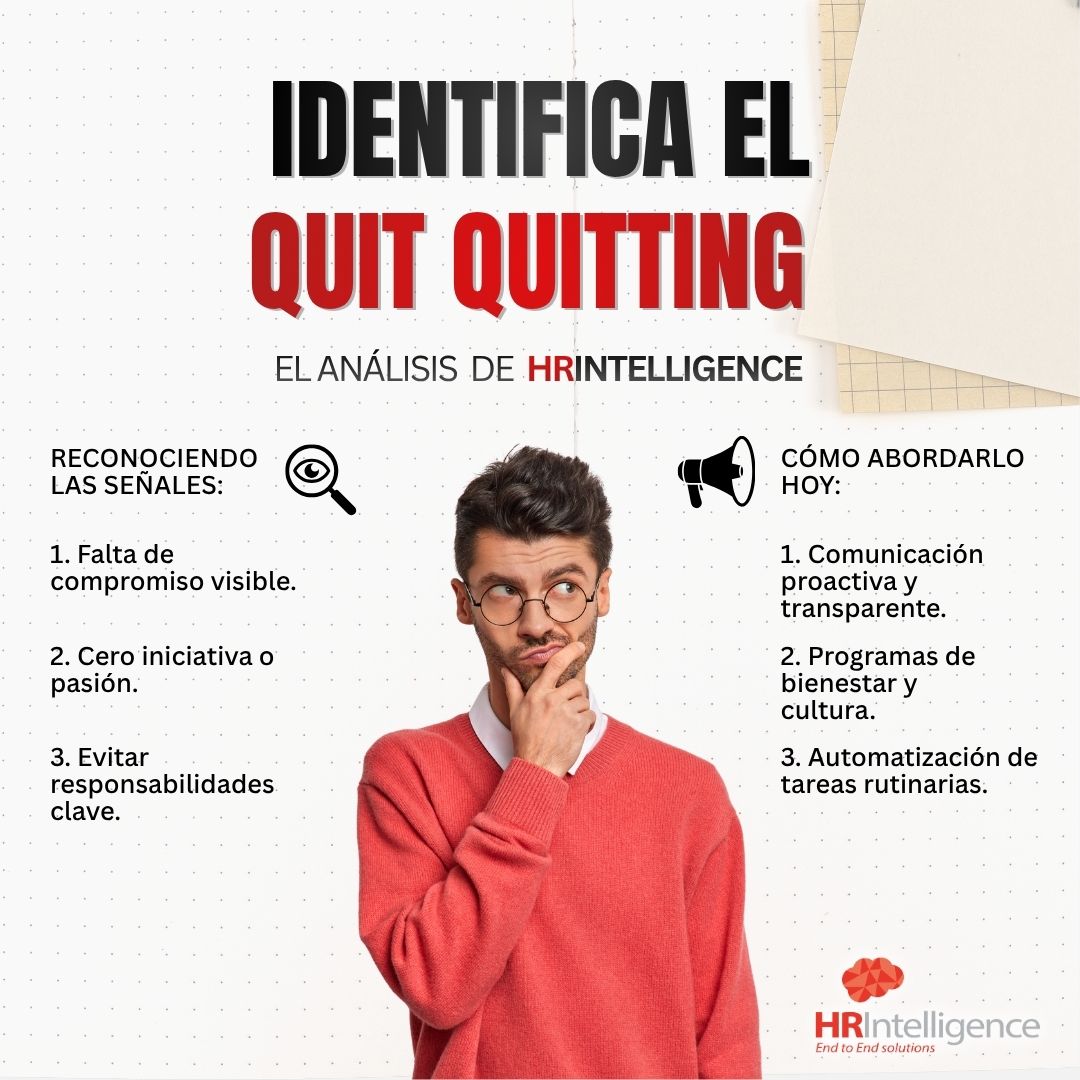 IDENTIFICA EL
QUIT QUITTING
EL ANÁLISIS DE HRINTELLIGENCE
RECONOCIENDO
LAS SEÑALES:
1. Falta de
compromiso visible.
2. Cero iniciativa o
pasión.
3. Evitar
responsabilidades
clave.
CÓMO ABORDARLO
HOY:
1. Comunicación
proactiva y
transparente.
2. Programas de
bienestar y
cultura.
3. Automatización de
tareas rutinarias.
HRIntelligence
End to End solutions